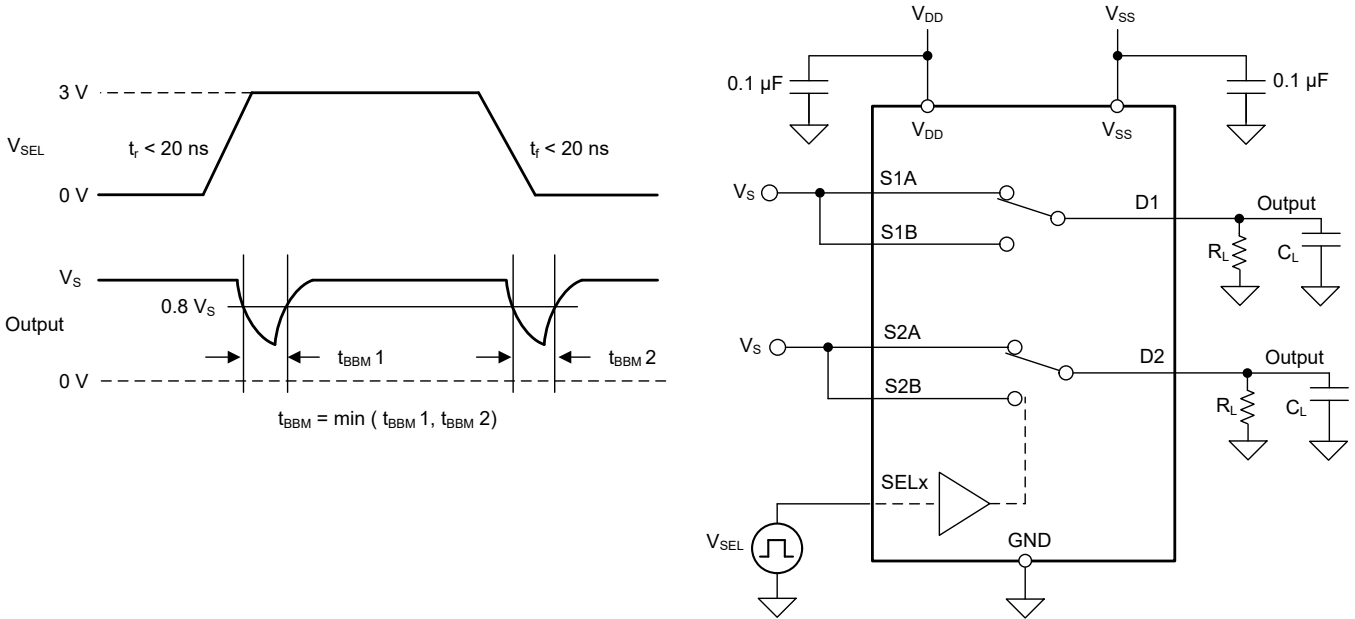 3 V
V_SEL
t_r < 20 ns
t_f < 20 ns
0 V
V_S
0.8 V_S
Output
t_BBM 1
t_BBM 2
0 V
t_BBM = min ( t_BBM 1, t_BBM 2)
V_DD
V_SS
0.1 µF
0.1 µF
V_DD
V_SS
V_S
S1A
D1
Output
S1B
R_L
C_L
V_S
S2A
D2
Output
S2B
R_L
C_L
SELx
V_SEL
GND